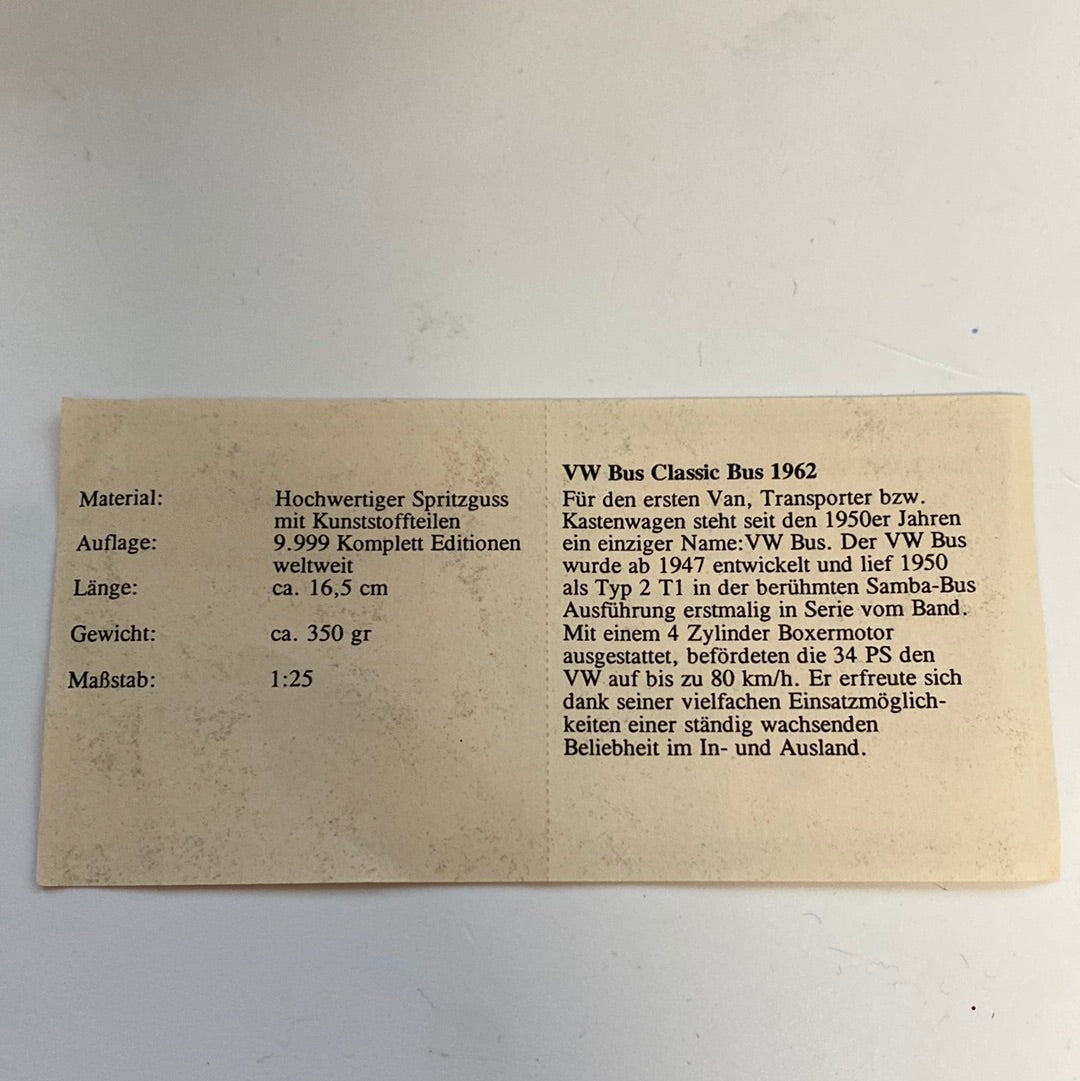 Material: Hochwertiger Spritzguss
mit Kunststoffteilen
Auflage: 9.999 Komplett Editionen
weltweit
Länge: ca. 16,5 cm
Gewicht: ca. 350 gr
Maßstab: 1:25
VW Bus Classic Bus 1962
Für den ersten Van, Transporter bzw.
Kastenwagen steht seit den 1950er Jahren
ein einziger Name:VW Bus. Der VW Bus
wurde ab 1947 entwickelt und lief 1950
als Typ 2 T1 in der berühmten Samba-Bus
Ausführung erstmalig in Serie vom Band.
Mit einem 4 Zylinder Boxermotor
ausgestattet, befördeten die 34 PS den
VW auf bis zu 80 km/h. Er erfreute sich
dank seiner vielfachen Einsatzmöglich-
keiten einer ständig wachsenden
Beliebheit im In- und Ausland.